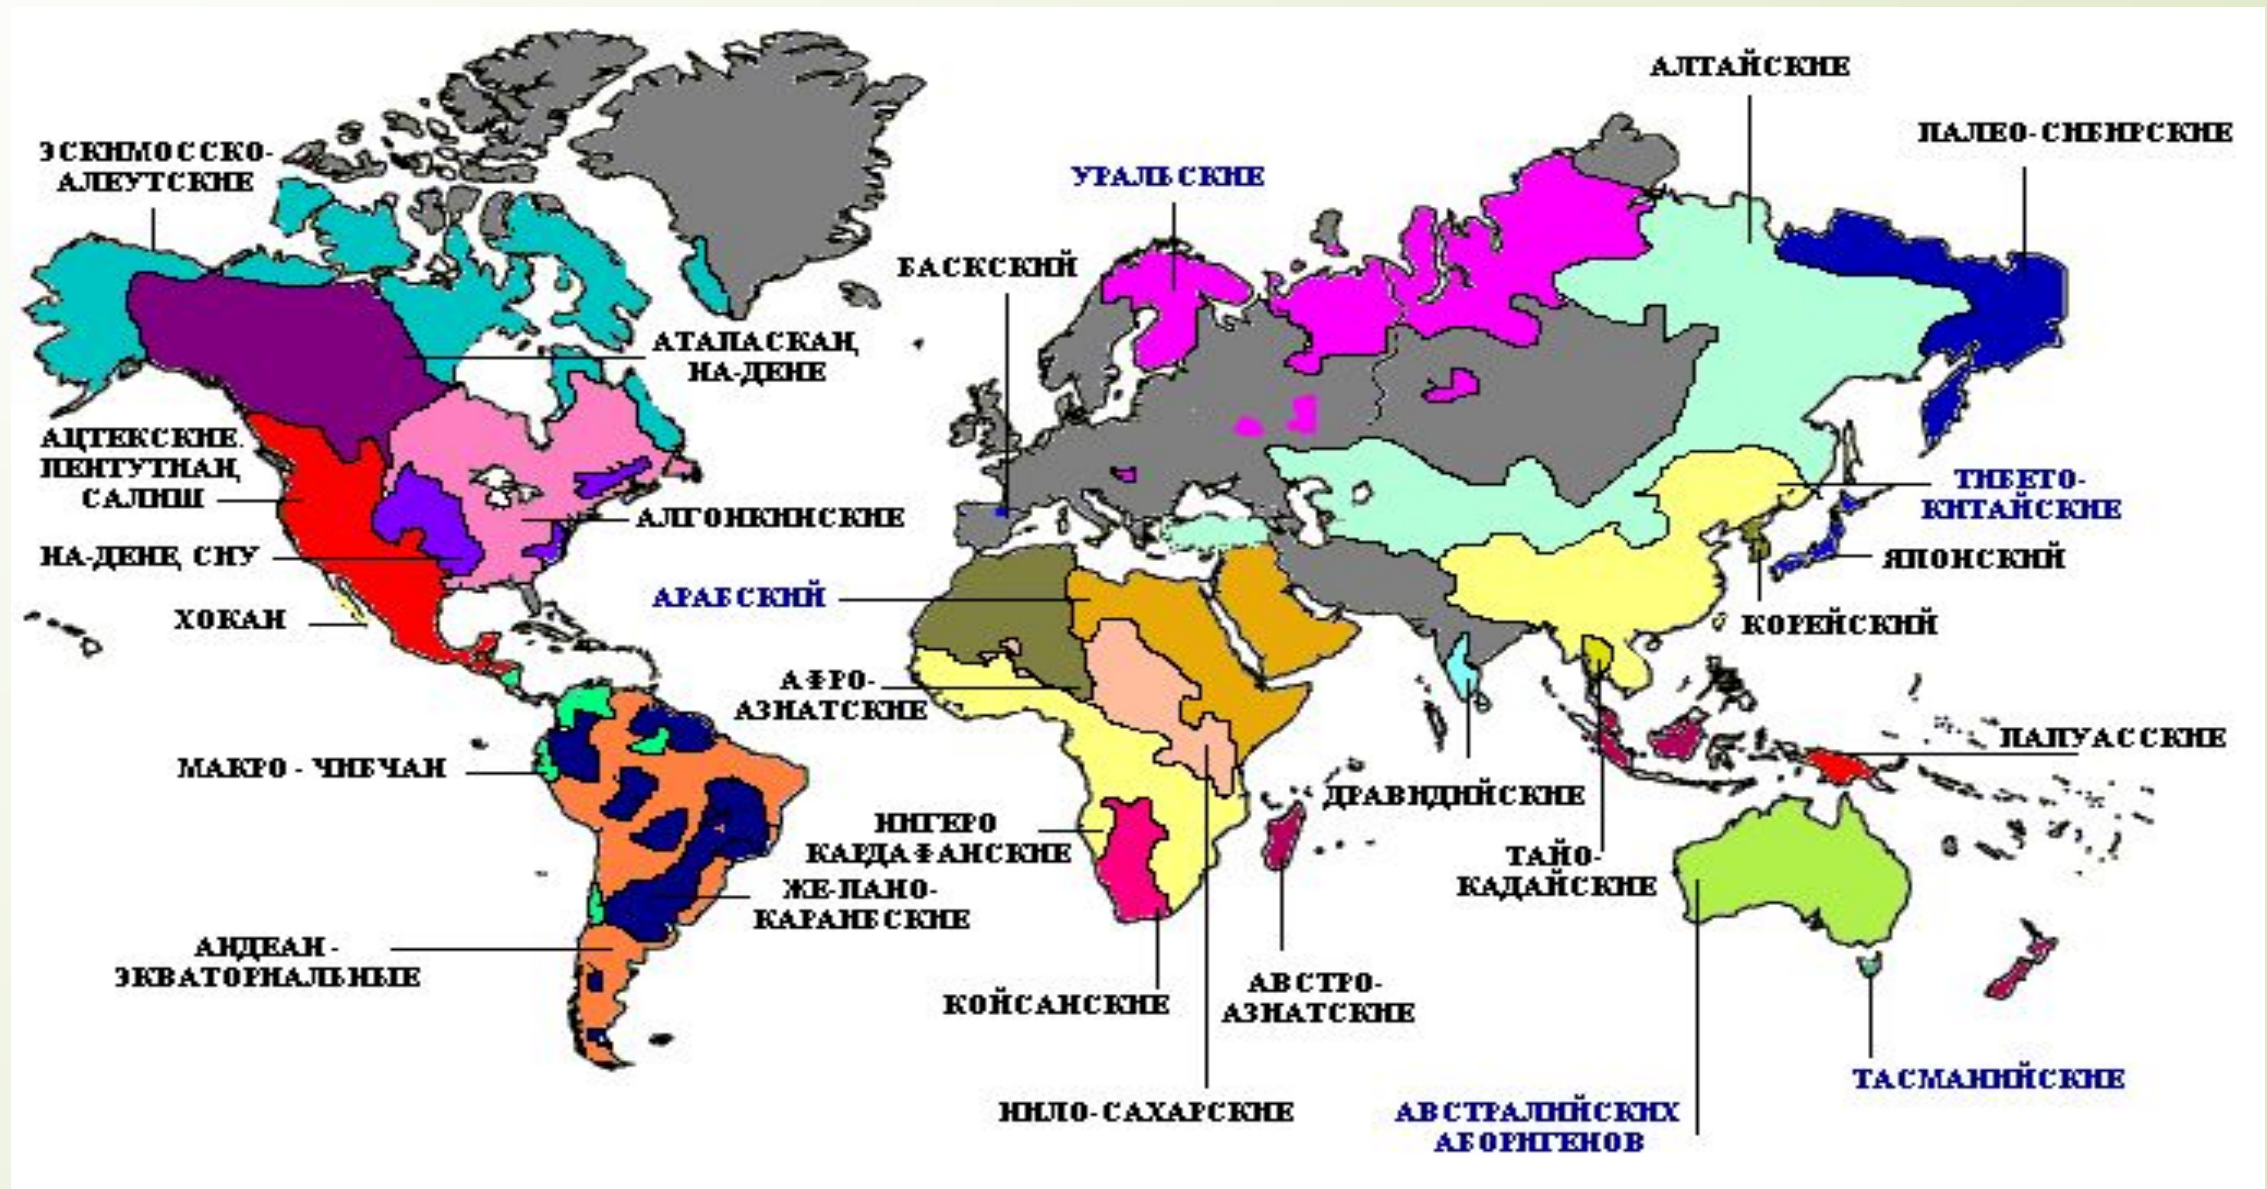 АЛТАЙСКИЕ
ПАЛЕО-СИБИРСКИЕ
ЭСКИМОССКО-
АЛЕУТСКИЕ
УРАЛЬСКИЕ
БАСКСКИЙ
АТАПАСКАН,
НА-ДЕНЕ
АЦТЕКСКИЕ.
ПЕНТУТИАН,
САЛИШ
ТИБЕТО-
КИТАЙСКИЕ
АЛГОНКИНСКИЕ
НА-ДЕНЕ, СИУ
ЯПОНСКИЙ
АРАБСКИЙ
ХОКАН
КОРЕЙСКИЙ
АФРО-
АЗИАТСКИЕ
ПАПУАССКИЕ
МАКРО - ЧИБЧАН
ДРАВИДИЙСКИЕ
НИГЕРО
КАРДАФАНСКИЕ
ТАЙО-
КАДАЙСКИЕ
ЖЕ-ПАНО-
КАРАИБСКИЕ
АНДЕАН -
ЭКВАТОРИАЛЬНЫЕ
КОЙСАНСКИЕ
АВСТРО-
АЗИАТСКИЕ
ТАСМАНИЙСКИЕ
НИЛО-САХАРСКИЕ
АВСТРАЛИЙСКИХ
АБОРИГЕНОВ